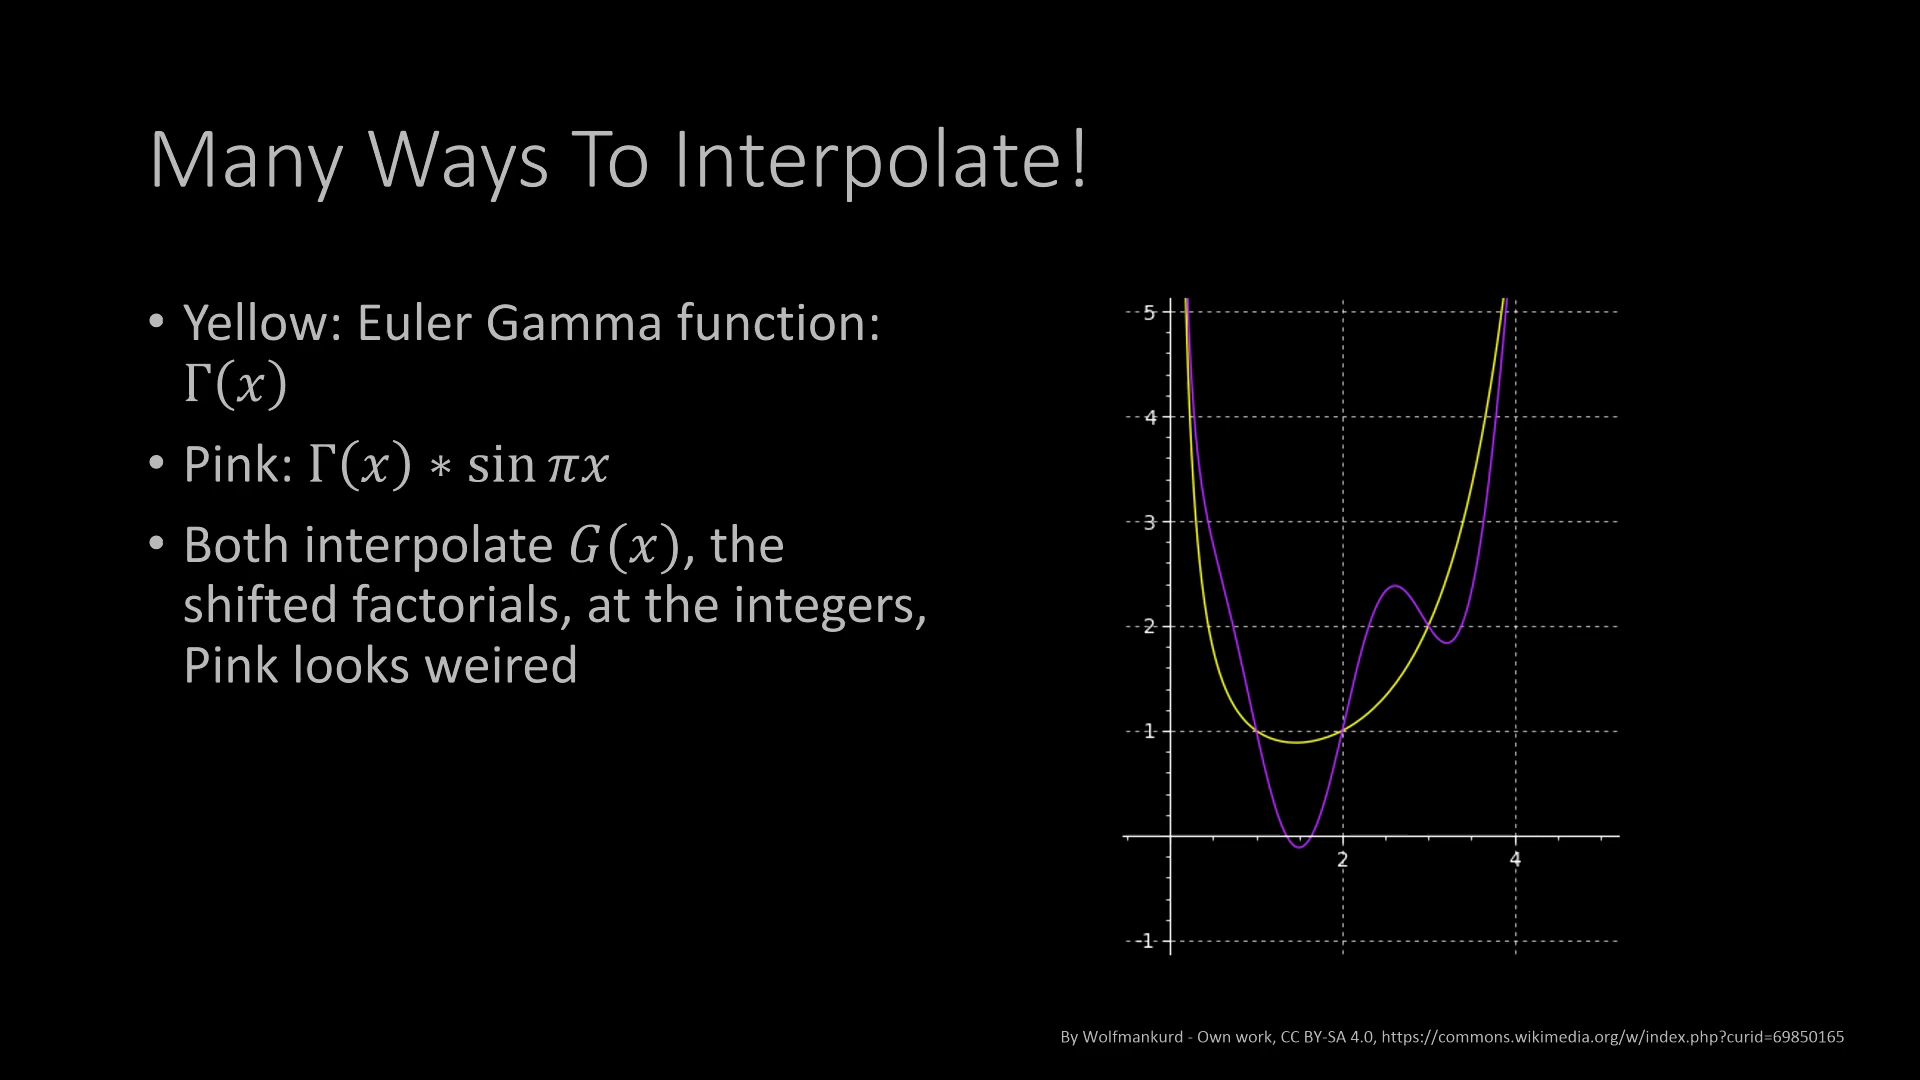 Many Ways To Interpolate!
• Yellow: Euler Gamma function:
Γ(x)
• Pink: Γ(x) ∗ sin πx
• Both interpolate G(x), the
shifted factorials, at the integers,
Pink looks weired
5
4
3
2
1
2 4
-1
By Wolfmankurd - Own work, CC BY-SA 4.0, https://commons.wikimedia.org/w/index.php?curid=69850165